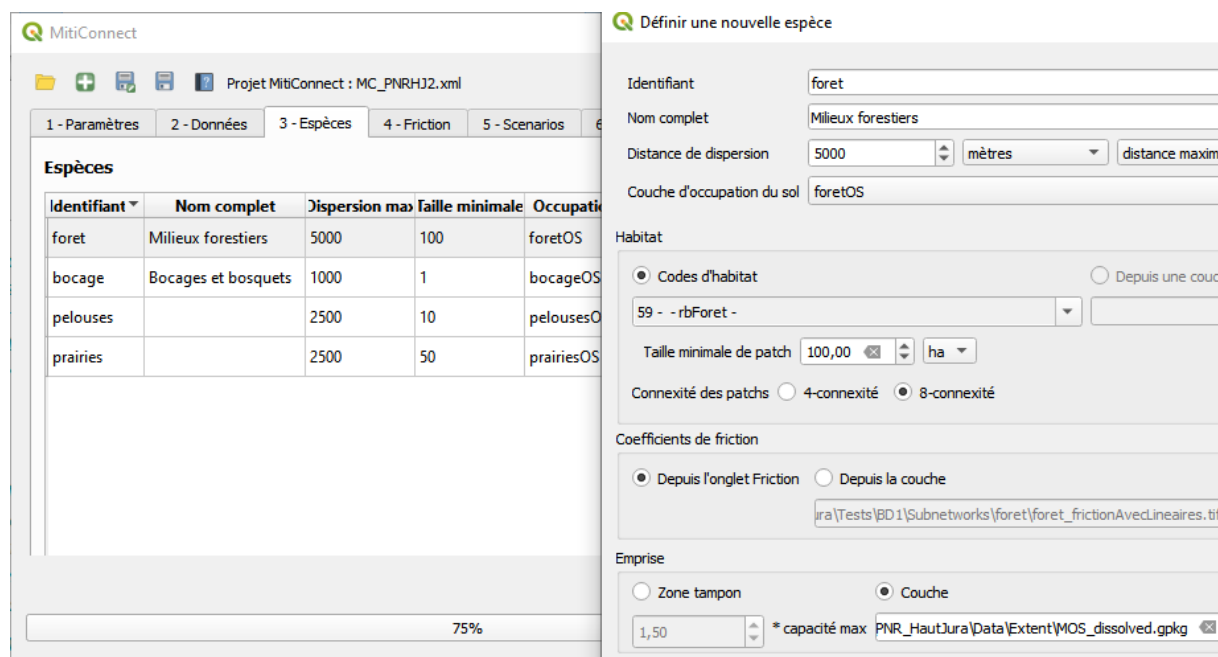 MitiConnect
Projet MitiConnect : MC_PNRHJ2.xml
1 - Paramètres 2 - Données 3 - Espèces 4 - Friction 5 - Scenarios
Espèces
Identifiant Nom complet Dispersion max Taille minimale Occupati
foret Milieux forestiers 5000 100 foretOS
bocage Bocages et bosquets 1000 1 bocageOS
pelouses 2500 10 pelousesO
prairies 2500 50 prairiesOS
75%
Définir une nouvelle espèce
Identifiant foret
Nom complet Milieux forestiers
Distance de dispersion 5000 mètres distance maxim
Couche d'occupation du sol foretOS
Habitat
Codes d'habitat Depuis une couc
59 - - rbForet -
Taille minimale de patch 100,00 ha
Connexité des patchs 4-connexité 8-connexité
Coefficients de friction
Depuis l'onglet Friction Depuis la couche
ura\Tests\BD1\Subnetworks\foret\foret_frictionAvecLineaires.tif
Emprise
Zone tampon Couche
1,50 * capacité max PNR_HautJura\Data\Extent\MOS_dissolved.gpkg